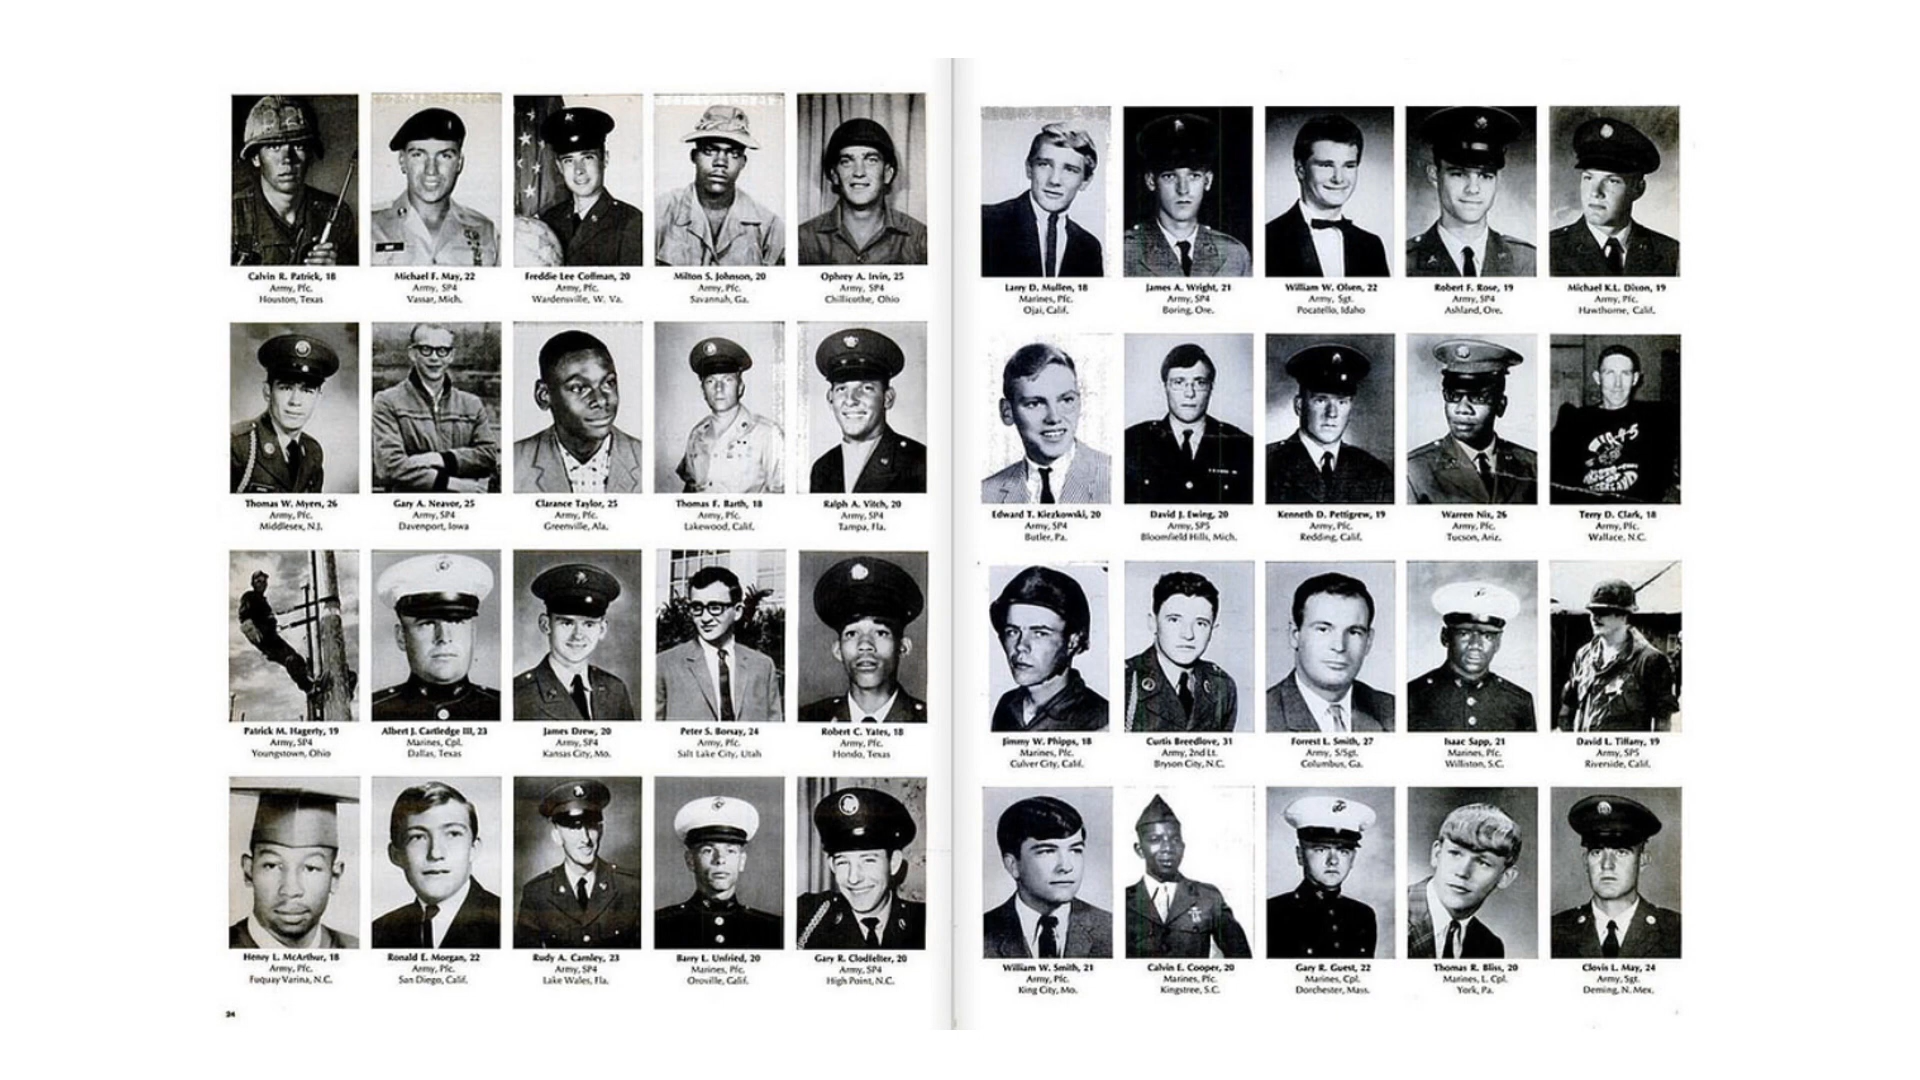 Calvin R. Patrick, 18
Army, Pfc.
Houston, Texas
Michael F. May, 22
Army, SP4
Vassar, Mich.
Freddie Lee Coffman, 20
Army, Pfc.
Wardensville, W. Va.
Milton S. Johnson, 20
Army, Pfc.
Savannah, Ga.
Ophrey A. Irvin, 25
Army, SP4
Chillicothe, Ohio
Thomas W. Myers, 26
Army, Pfc.
Middlesex, N.J.
Gary A. Neavor, 25
Army, SP4
Davenport, Iowa
Clarance Taylor, 25
Army, Pfc.
Greenville, Ala.
Thomas F. Barth, 18
Army, Pfc.
Lakewood, Calif.
Ralph A. Vitch, 20
Army, SP4
Tampa, Fla.
Patrick M. Hagerty, 19
Army, SP4
Youngstown, Ohio
Albert J. Cartledge III, 23
Marines, Cpl.
Dallas, Texas
James Drew, 20
Army, SP4
Kansas City, Mo.
Peter S. Borsay, 24
Army, Pfc.
Salt Lake City, Utah
Robert C. Yates, 18
Army, Pfc.
Hondo, Texas
Henry L. McArthur, 18
Army, Pfc.
Fuquay Varina, N.C.
Ronald E. Morgan, 22
Army, Pfc.
San Diego, Calif.
Rudy A. Camley, 23
Army, SP4
Lake Wales, Fla.
Barry L. Unfried, 20
Marines, Pfc.
Oroville, Calif.
Gary R. Clodfelter, 20
Army, SP4
High Point, N.C.
24
Larry D. Mullen, 18
Marines, Pfc.
Ojai, Calif.
James A. Wright, 21
Army, SP4
Boring, Ore.
William W. Olsen, 22
Army, Sgt.
Pocatello, Idaho
Robert F. Rose, 19
Army, SP4
Ashland, Ore.
Michael K.L. Dixon, 19
Army, Pfc.
Hawthorne, Calif.
Edward T. Kiezkowski, 20
Army, SP4
Butler, Pa.
David J. Ewing, 20
Army, SP5
Bloomfield Hills, Mich.
Kenneth D. Pettigrew, 19
Army, Pfc.
Redding, Calif.
Warren Nix, 26
Army, Pfc.
Tucson, Ariz.
Terry D. Clark, 18
Army, Pfc.
Wallace, N.C.
Jimmy W. Phipps, 18
Marines, Pfc.
Culver City, Calif.
Curtis Breedlove, 31
Army, 2nd Lt.
Bryson City, N.C.
Forrest L. Smith, 27
Army, S/Sgt.
Columbus, Ga.
Isaac Sapp, 21
Marines, Pfc.
Williston, S.C.
David L. Tiffany, 19
Army, SP5
Riverside, Calif.
William W. Smith, 21
Army, Pfc.
King City, Mo.
Calvin E. Cooper, 20
Marines, Pfc.
Kingstree, S.C.
Gary R. Guest, 22
Marines, Cpl.
Dorchester, Mass.
Thomas R. Bliss, 20
Marines, L. Cpl.
York, Pa.
Clovis L. May, 24
Army, Sgt.
Deming, N. Mex.